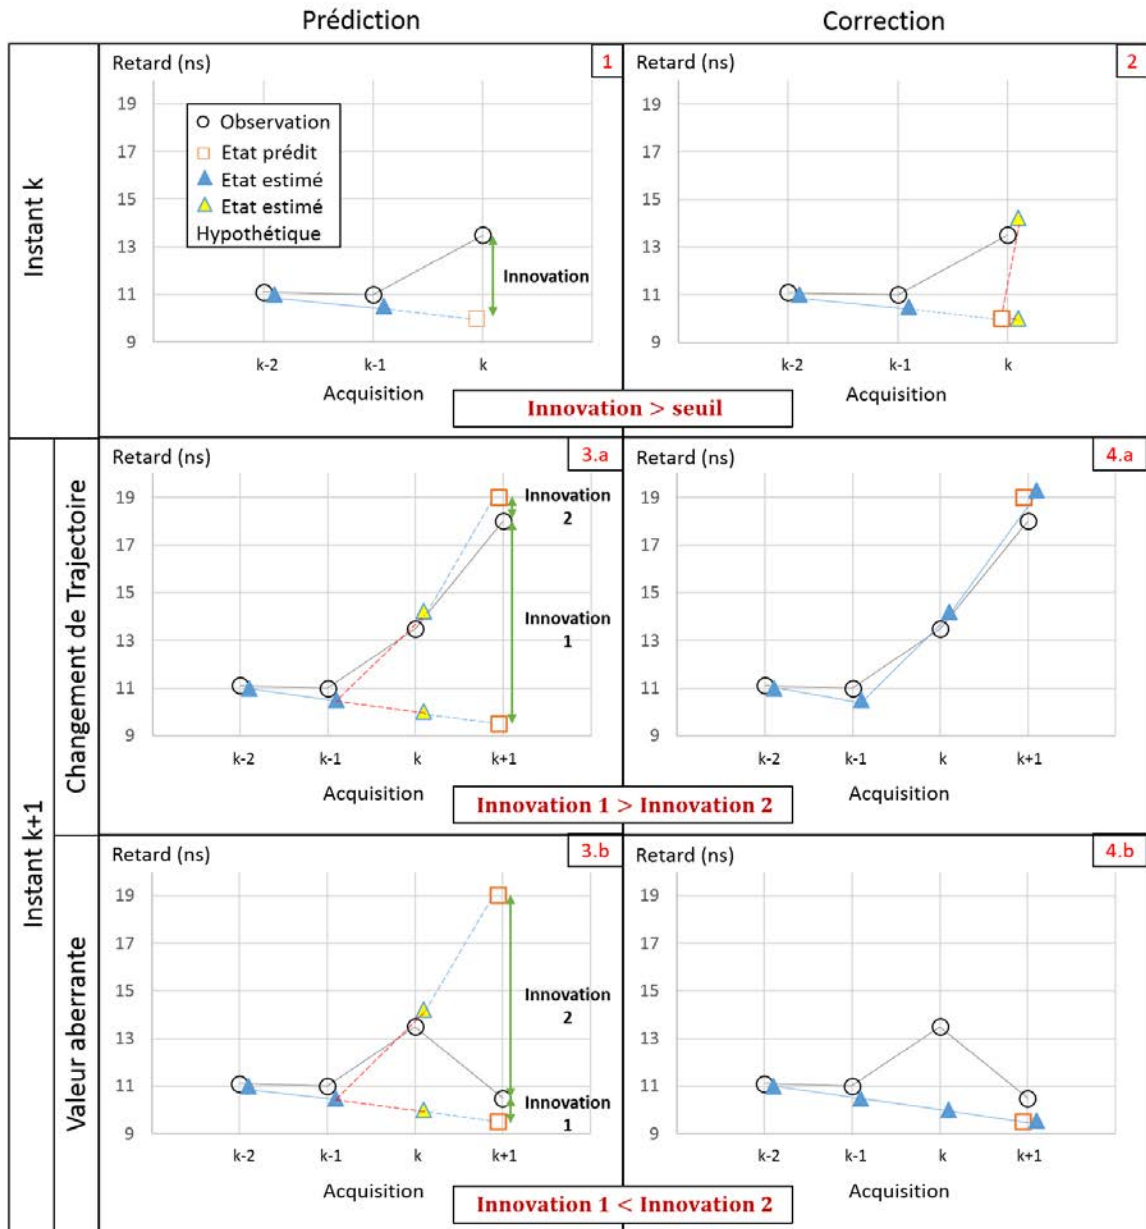 Prédiction
Correction
Instant k
Retard (ns)
1
19
17
15
13
11
9
Observation
Etat prédit
Etat estimé
Etat estimé
Hypothétique
Innovation
k-2
k-1
k
Acquisition
Retard (ns)
2
19
17
15
13
11
9
k-2
k-1
k
Acquisition
Innovation > seuil
Instant k+1
Changement de Trajectoire
Retard (ns)
3.a
19
17
15
13
11
9
Innovation
2
Innovation
1
k-2
k-1
k
k+1
Acquisition
Retard (ns)
4.a
19
17
15
13
11
9
k-2
k-1
k
k+1
Acquisition
Innovation 1 > Innovation 2
Valeur aberrante
Retard (ns)
3.b
19
17
15
13
11
9
Innovation
2
Innovation
1
k-2
k-1
k
k+1
Acquisition
Retard (ns)
4.b
19
17
15
13
11
9
k-2
k-1
k
k+1
Acquisition
Innovation 1 < Innovation 2